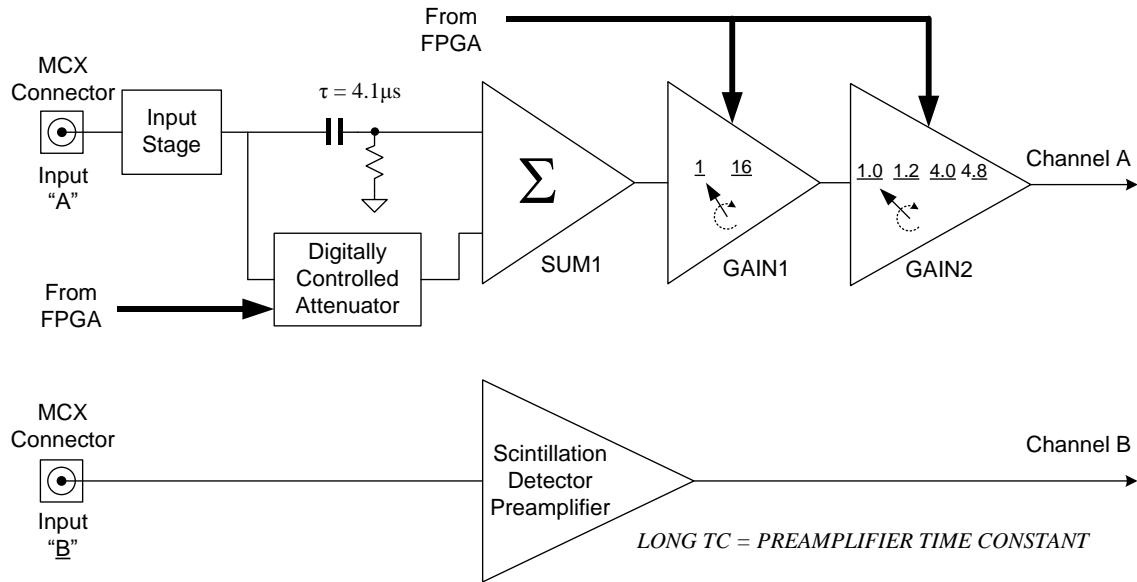 From
FPGA
MCX
Connector
Input
Stage
τ = 4.1μs
Input
“A”
Σ
SUM1
1 16
GAIN1
1.0 1.2 4.0 4.8
GAIN2
Channel A
Digitally
Controlled
Attenuator
From
FPGA
MCX
Connector
Input
“B”
Scintillation
Detector
Preamplifier
Channel B
LONG TC = PREAMPLIFIER TIME CONSTANT